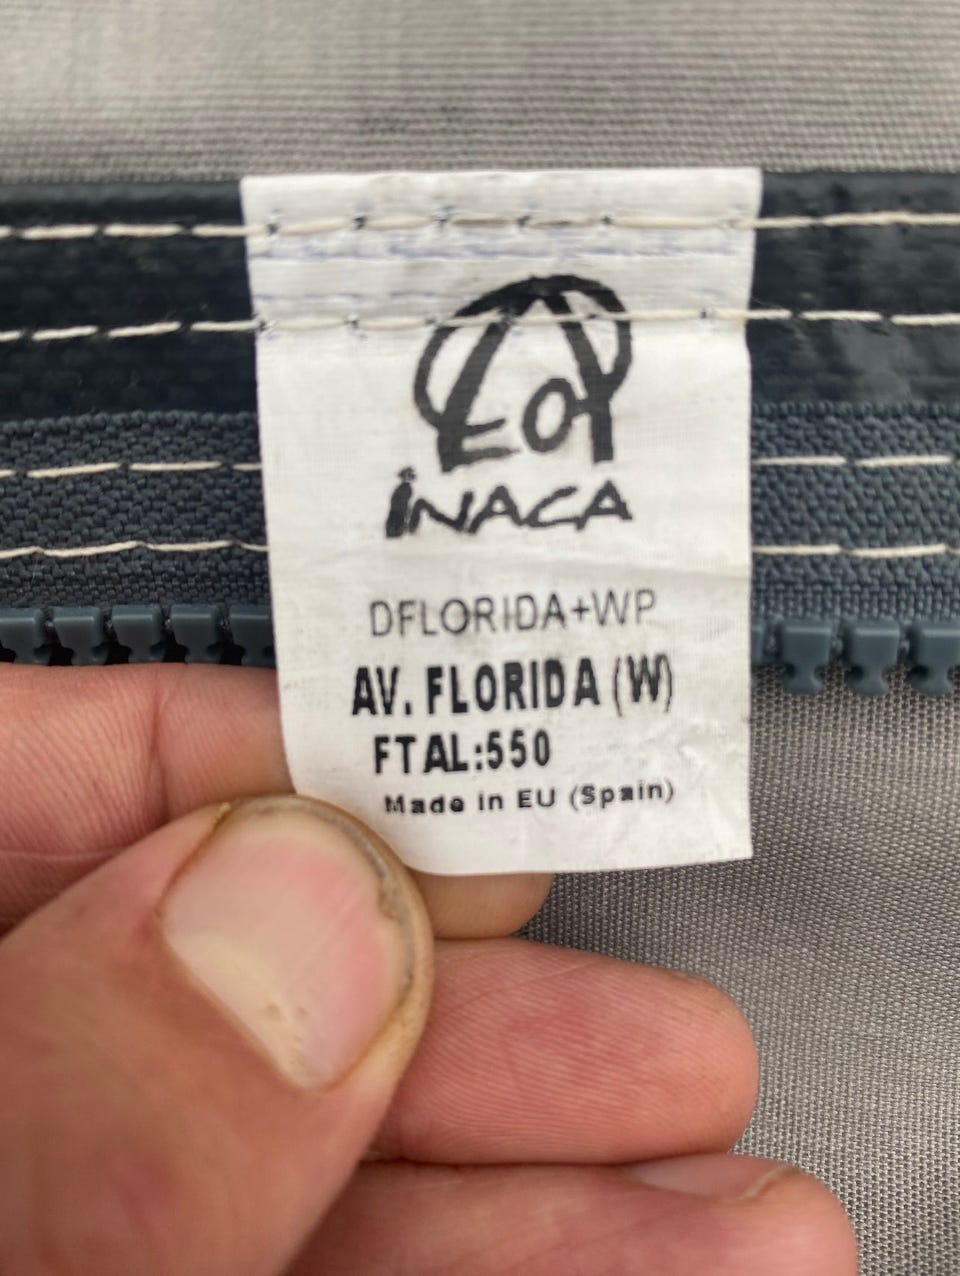 iNACA
DFLORIDA+WP
AV. FLORIDA (W)
FTAL:550
Made in EU (Spain)